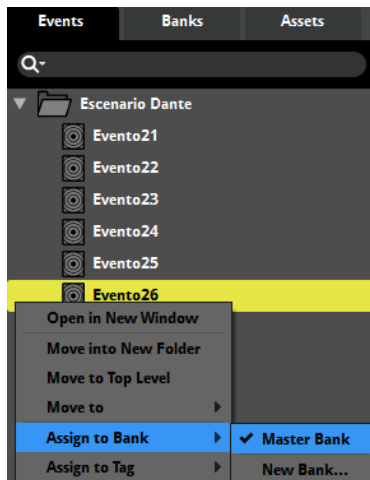 Events Banks Assets
Escenario Dante
Evento21
Evento22
Evento23
Evento24
Evento25
Evento26
Open in New Window
Move into New Folder
Move to Top Level
Move to
Assign to Bank Master Bank
Assign to Tag New Bank...